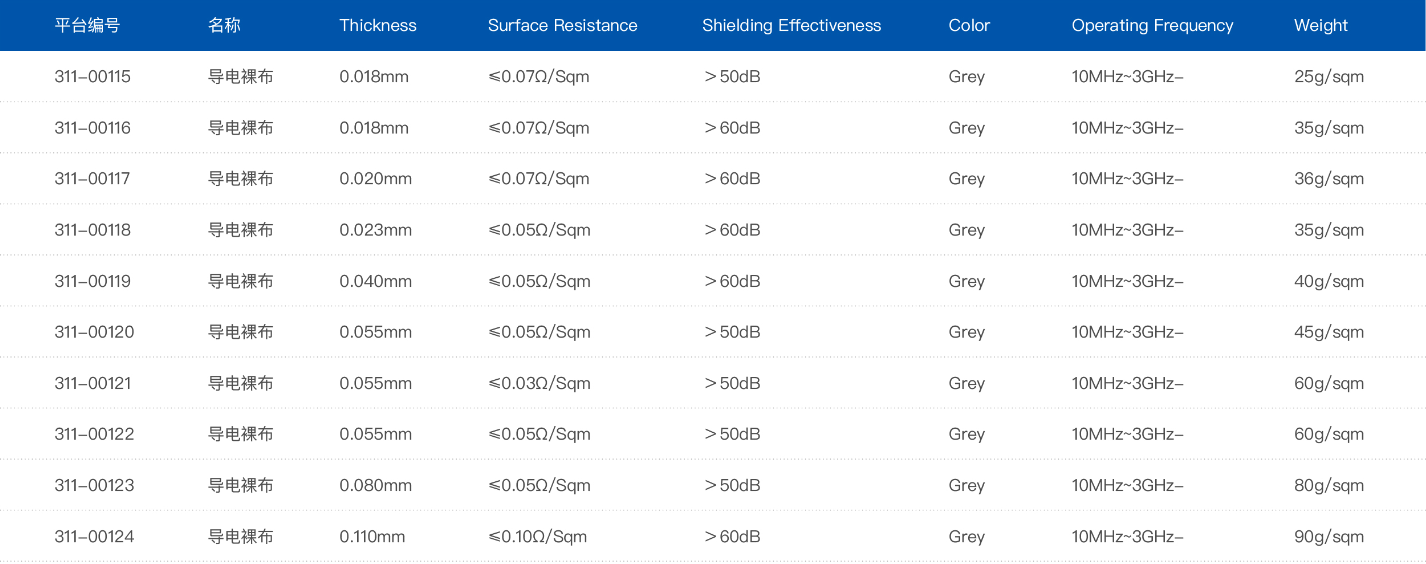 平台编号 名称 Thickness Surface Resistance Shielding Effectiveness Color Operating Frequency Weight
311-00115 导电裸布 0.018mm ≤0.07Ω/Sqm ＞50dB Grey 10MHz~3GHz- 25g/sqm
311-00116 导电裸布 0.018mm ≤0.07Ω/Sqm ＞60dB Grey 10MHz~3GHz- 35g/sqm
311-00117 导电裸布 0.020mm ≤0.07Ω/Sqm ＞60dB Grey 10MHz~3GHz- 36g/sqm
311-00118 导电裸布 0.023mm ≤0.05Ω/Sqm ＞60dB Grey 10MHz~3GHz- 35g/sqm
311-00119 导电裸布 0.040mm ≤0.05Ω/Sqm ＞60dB Grey 10MHz~3GHz- 40g/sqm
311-00120 导电裸布 0.055mm ≤0.05Ω/Sqm ＞50dB Grey 10MHz~3GHz- 45g/sqm
311-00121 导电裸布 0.055mm ≤0.03Ω/Sqm ＞50dB Grey 10MHz~3GHz- 60g/sqm
311-00122 导电裸布 0.055mm ≤0.05Ω/Sqm ＞50dB Grey 10MHz~3GHz- 60g/sqm
311-00123 导电裸布 0.080mm ≤0.05Ω/Sqm ＞50dB Grey 10MHz~3GHz- 80g/sqm
311-00124 导电裸布 0.110mm ≤0.10Ω/Sqm ＞60dB Grey 10MHz~3GHz- 90g/sqm